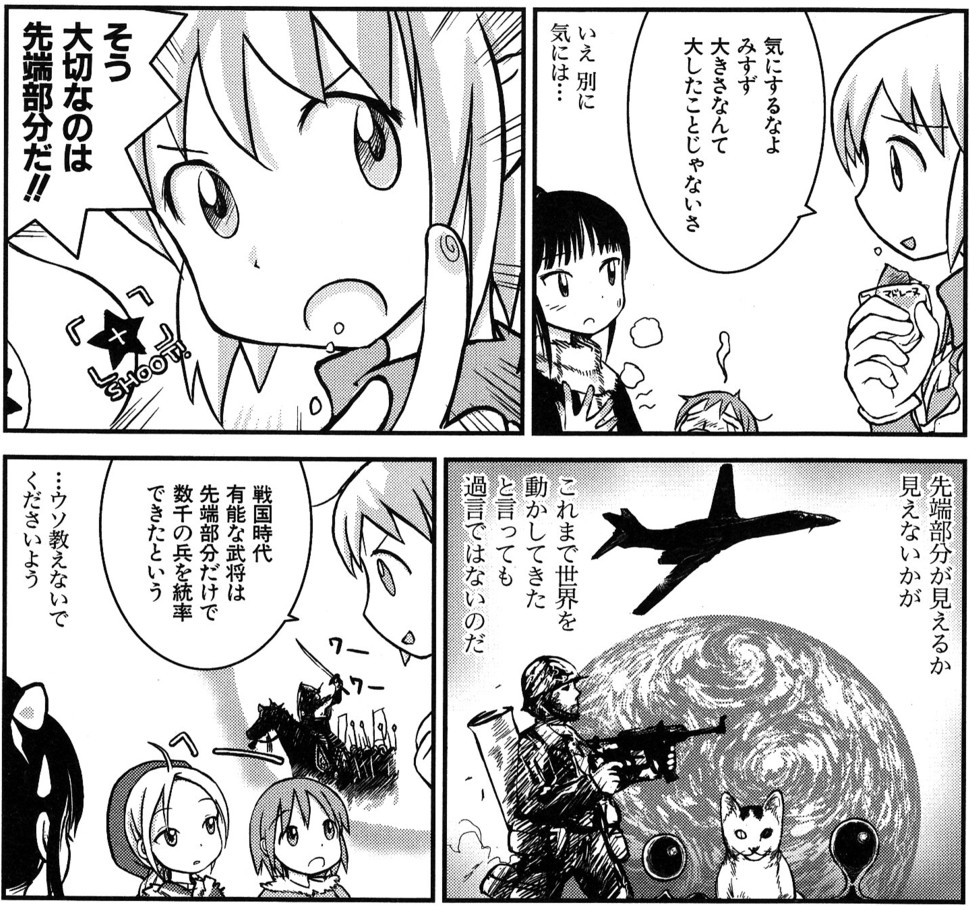 気にするなよ
みすず
大きさなんて
大したことじゃないさ
いえ 別に
気には…
マドレーヌ
そう
大切なのは
先端部分だ!!
SHOOT!!
先端部分が見えるか
見えないかが
これまで世界を
動かしてきた
と言っても
過言ではないのだ
戦国時代
有能な武将は
先端部分だけで
数千の兵を統率
できたという
ワー
ワー
へー
…ウソ教えないで
くださいよう